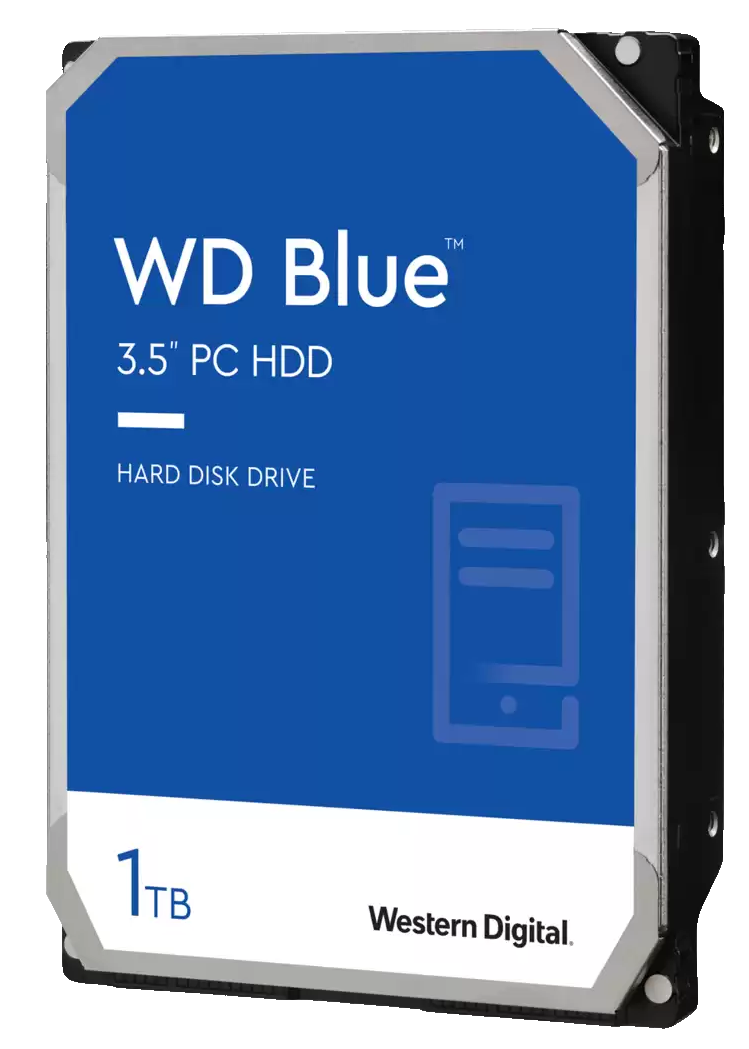 WD Blue™
3.5" PC HDD
HARD DISK DRIVE
1TB
Western Digital.